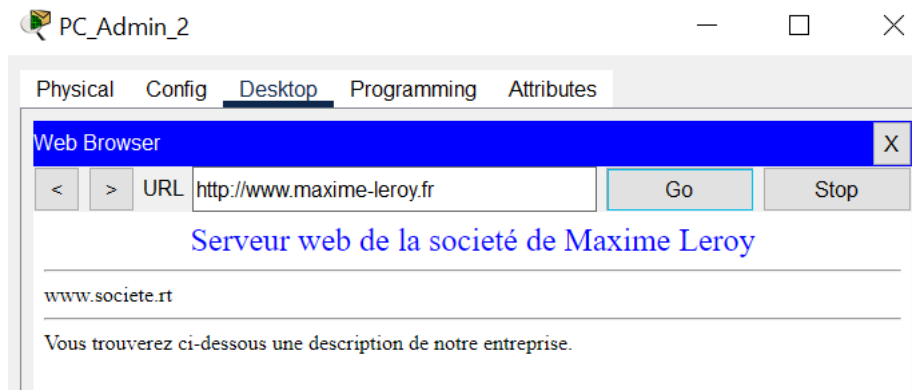 PC_Admin_2
Physical Config Desktop Programming Attributes
Web Browser X
< > URL http://www.maxime-leroy.fr Go Stop
Serveur web de la societé de Maxime Leroy
www.societe.rt
Vous trouverez ci-dessous une description de notre entreprise.